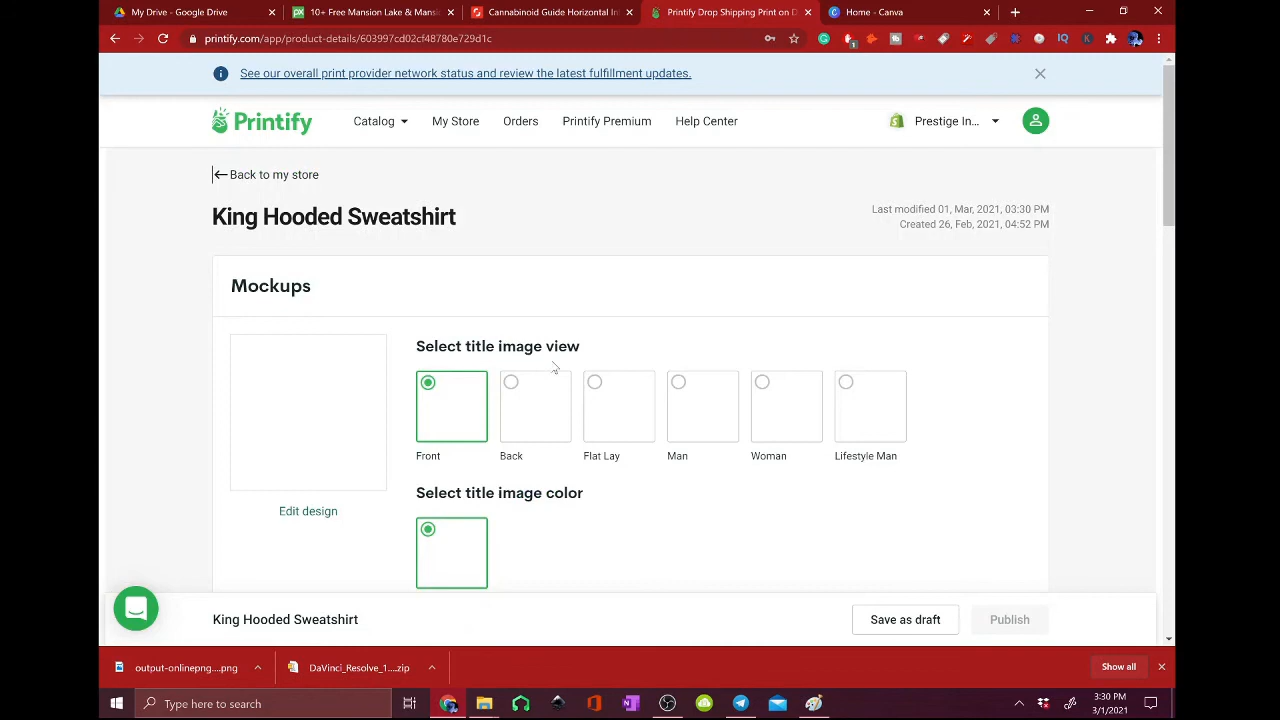 My Drive - Google Drive
10+ Free Mansion Lake & Mansi
Cannabinoid Guide Horizontal In
Printify Drop Shipping Print on D
Home - Canva
printify.com/app/product-details/603997cd02cf48780e729d1c
See our overall print provider network status and review the latest fulfillment updates.
Printify
Catalog
My Store
Orders
Printify Premium
Help Center
Prestige In...
Back to my store
King Hooded Sweatshirt
Last modified 01, Mar, 2021, 03:30 PM
Created 26, Feb, 2021, 04:52 PM
Mockups
Select title image view
Front
Back
Flat Lay
Man
Woman
Lifestyle Man
Edit design
Select title image color
King Hooded Sweatshirt
Save as draft
Publish
output-onlinepng....png
DaVinci_Resolve_1....zip
Show all
Type here to search
3:30 PM
3/1/2021